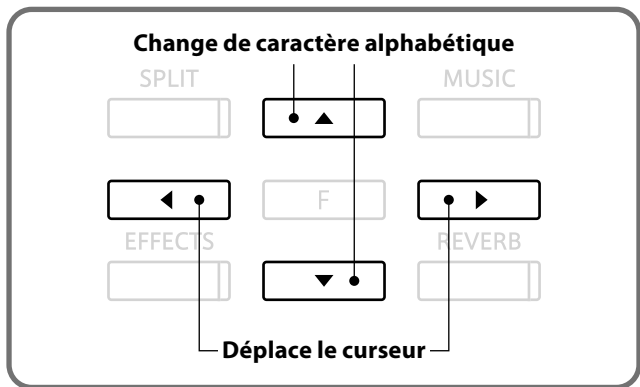 Change de caractère alphabétique
SPLIT
MUSIC
F
EFFECTS
REVERB
Déplace le curseur